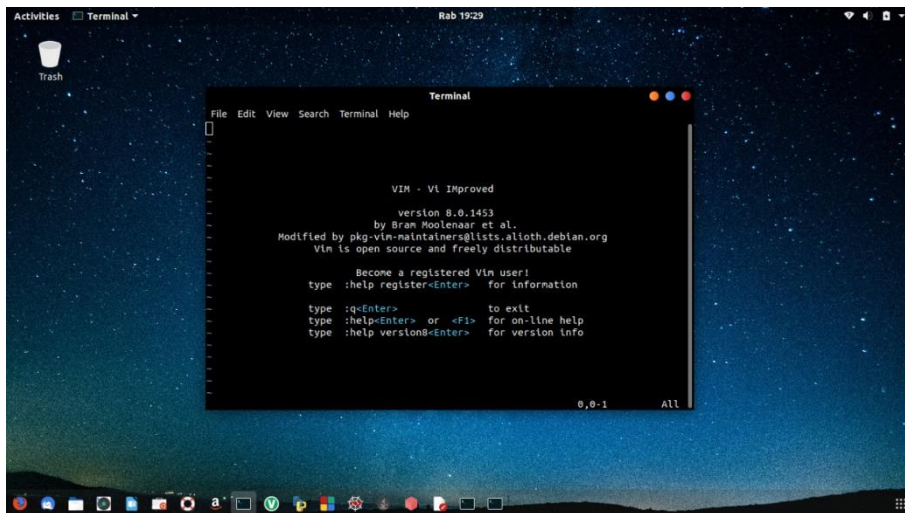 Activities Terminal Rab 19:29
Trash
Terminal
File Edit View Search Terminal Help
~
~
~
~
~ VIM - Vi IMproved
~
~ version 8.0.1453
~ by Bram Moolenaar et al.
~ Modified by pkg-vim-maintainers@lists.alioth.debian.org
~ Vim is open source and freely distributable
~
~ Become a registered Vim user!
~ type :help register<Enter> for information
~
~ type :q<Enter> to exit
~ type :help<Enter> or <F1> for on-line help
~ type :help version8<Enter> for version info
~
~
~
~
0,0-1 All
a
V